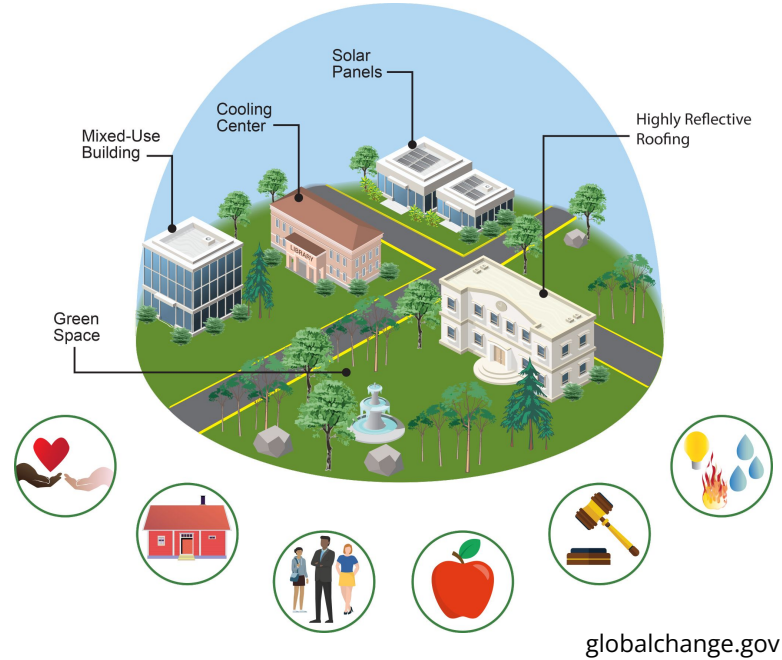 Solar
Panels
Cooling
Center
Highly Reflective
Roofing
Mixed-Use
Building
LIBRARY
Green
Space
globalchange.gov